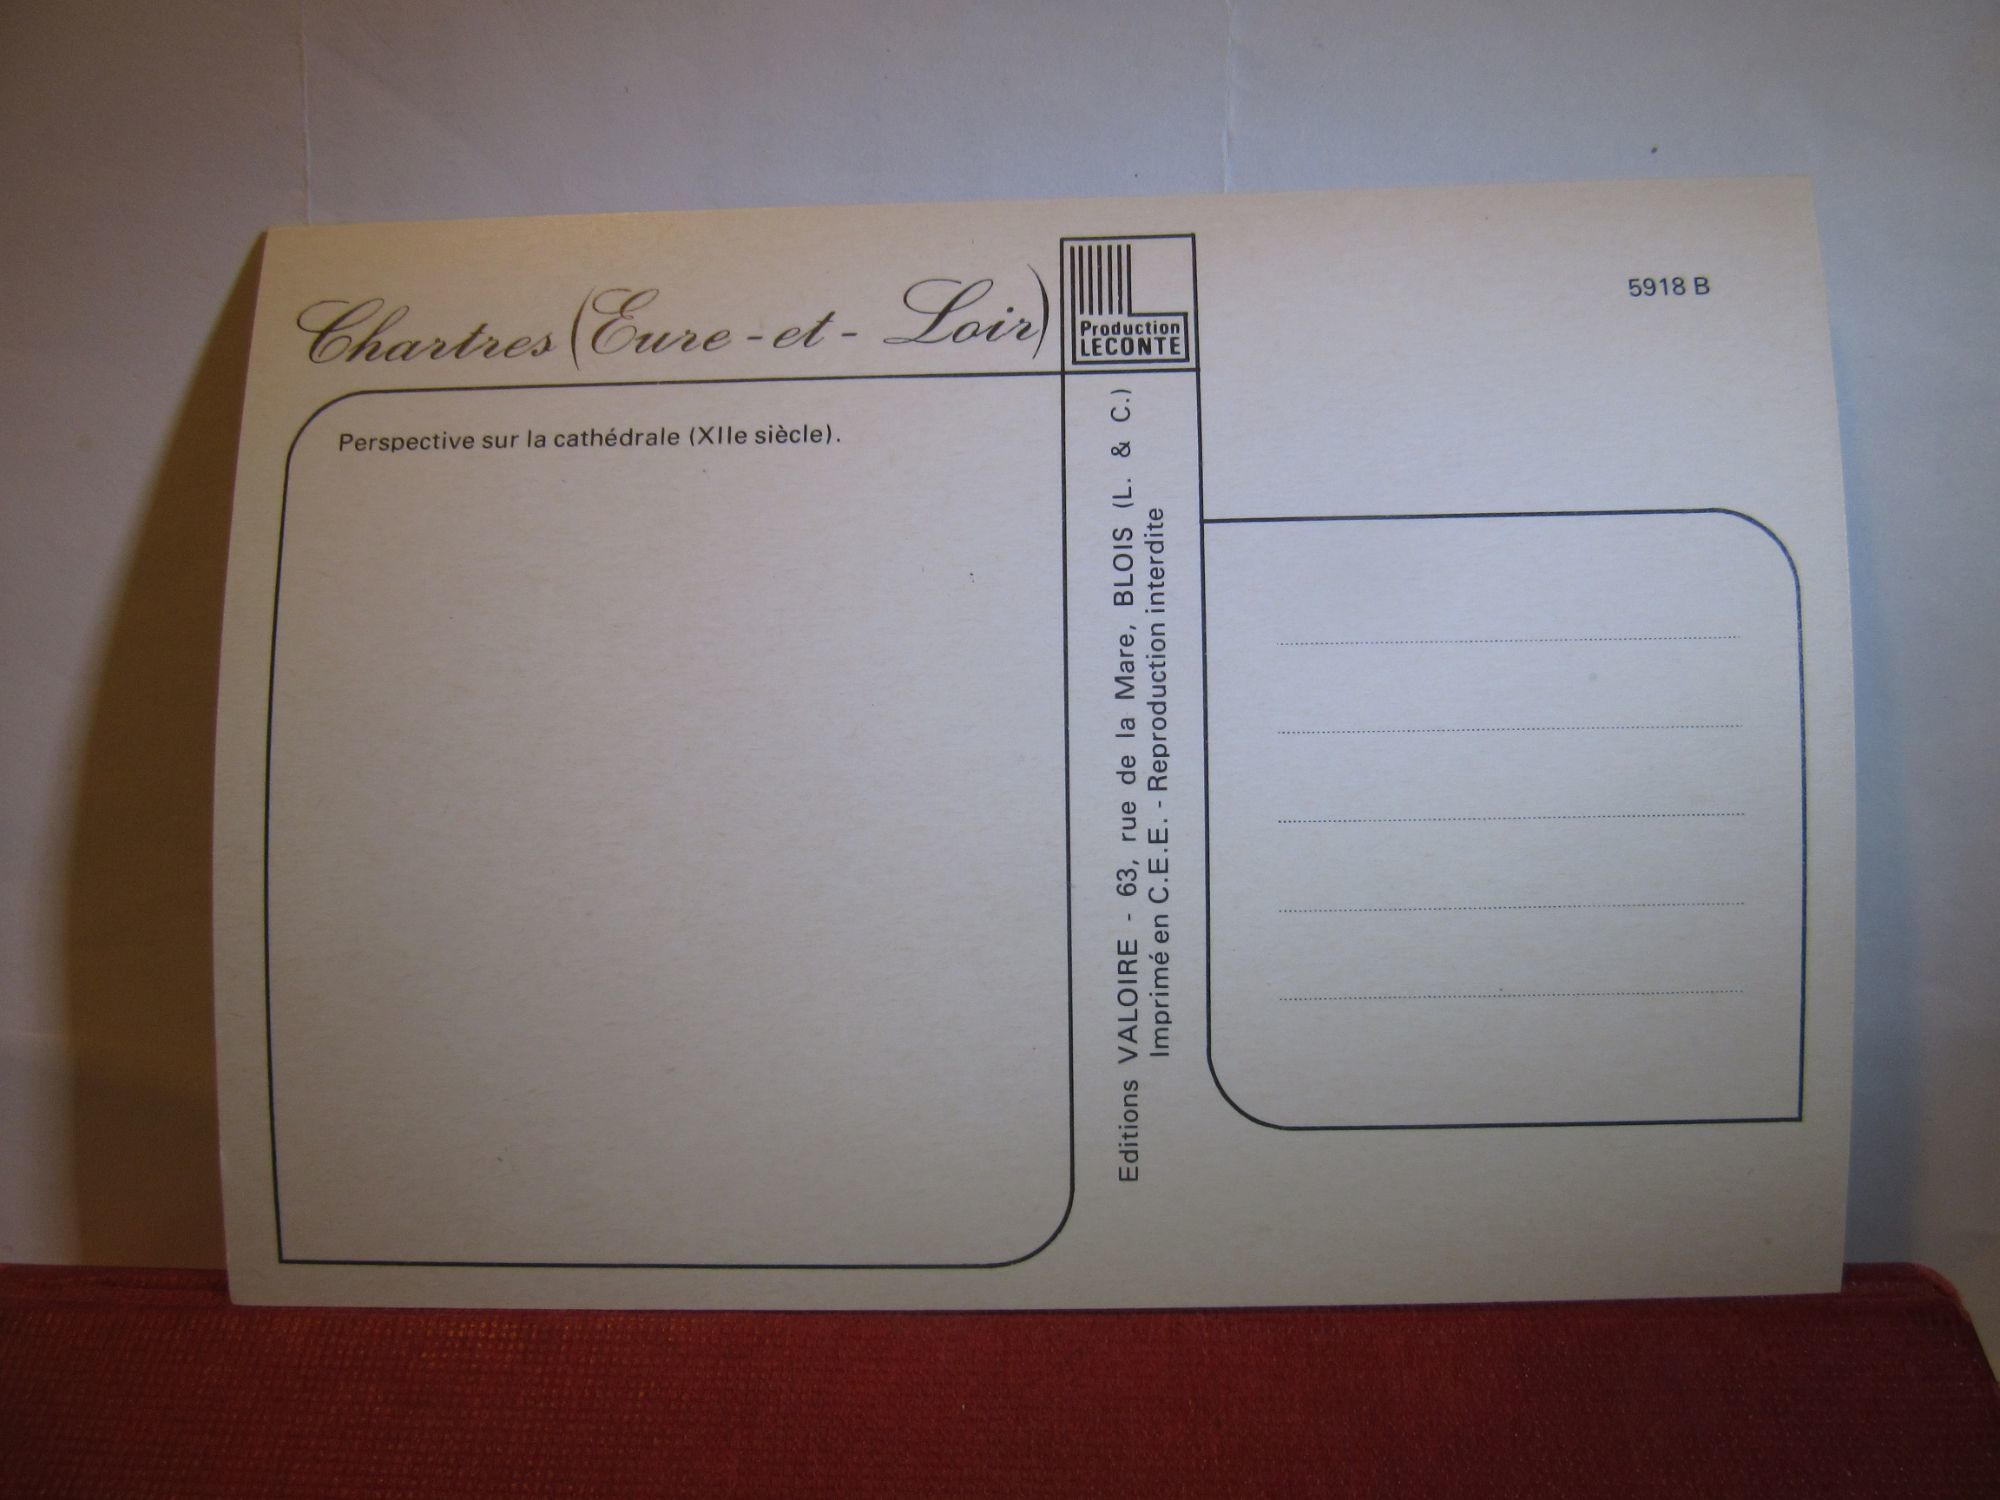 Chartres (Eure-et-Loir)
Perspective sur la cathédrale (XIIe siècle).
Production
LECONTE
Editions VALOIRE - 63, rue de la Mare, BLOIS (L. & C.)
Imprimé en C.E.E. - Reproduction interdite
5918 B